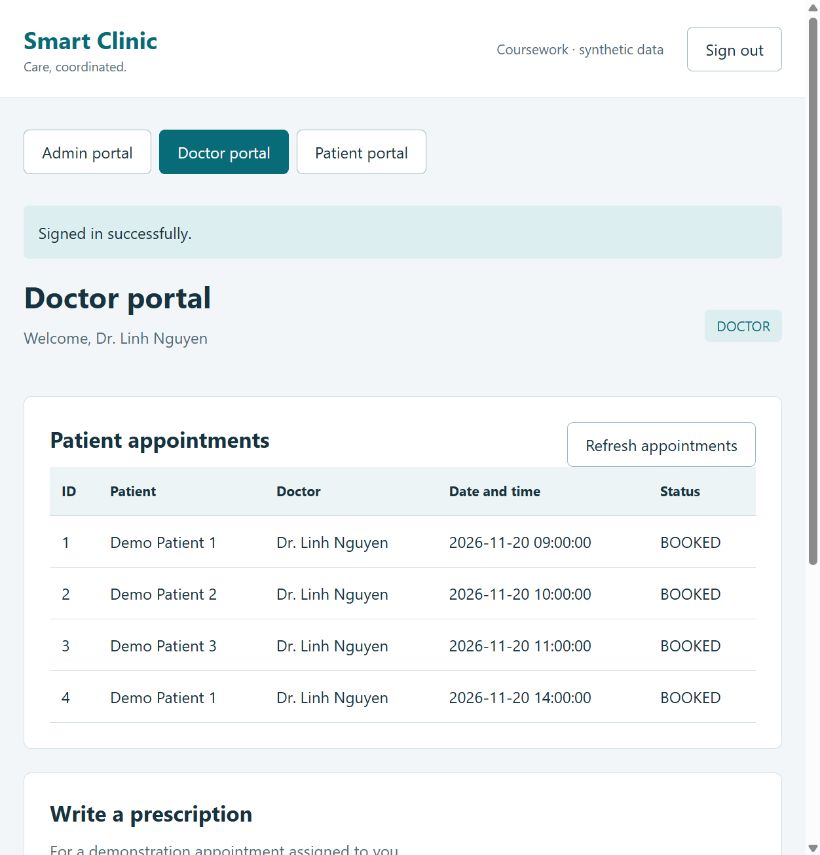 Smart Clinic
Care, coordinated.
Coursework · synthetic data
Sign out
Admin portal
Doctor portal
Patient portal
Signed in successfully.
Doctor portal
Welcome, Dr. Linh Nguyen
DOCTOR
Patient appointments
Refresh appointments
ID Patient Doctor Date and time Status
1 Demo Patient 1 Dr. Linh Nguyen 2026-11-20 09:00:00 BOOKED
2 Demo Patient 2 Dr. Linh Nguyen 2026-11-20 10:00:00 BOOKED
3 Demo Patient 3 Dr. Linh Nguyen 2026-11-20 11:00:00 BOOKED
4 Demo Patient 1 Dr. Linh Nguyen 2026-11-20 14:00:00 BOOKED
Write a prescription
For a demonstration appointment assigned to you